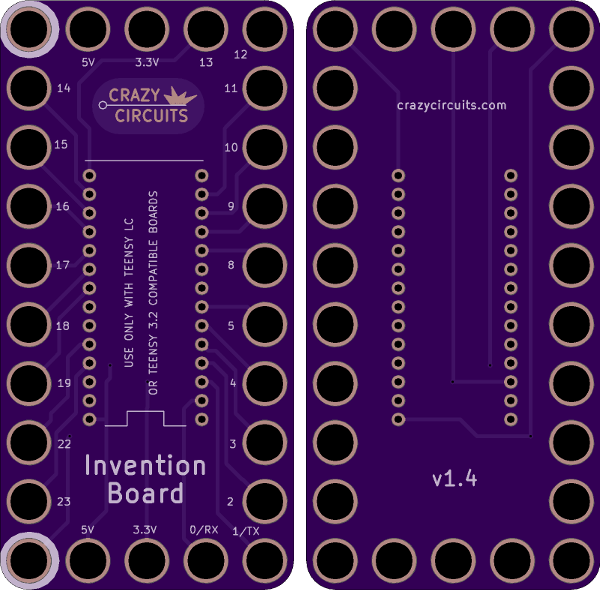 5V 3.3V 13 12
14 11
CRAZY
CIRCUITS
15 10
16 9
17 8
18 5
19 4
22 3
23 2
USE ONLY WITH TEENSY LC
OR TEENSY 3.2 COMPATIBLE BOARDS
Invention
Board
5V 3.3V 0/RX 1/TX
crazycircuits.com
v1.4